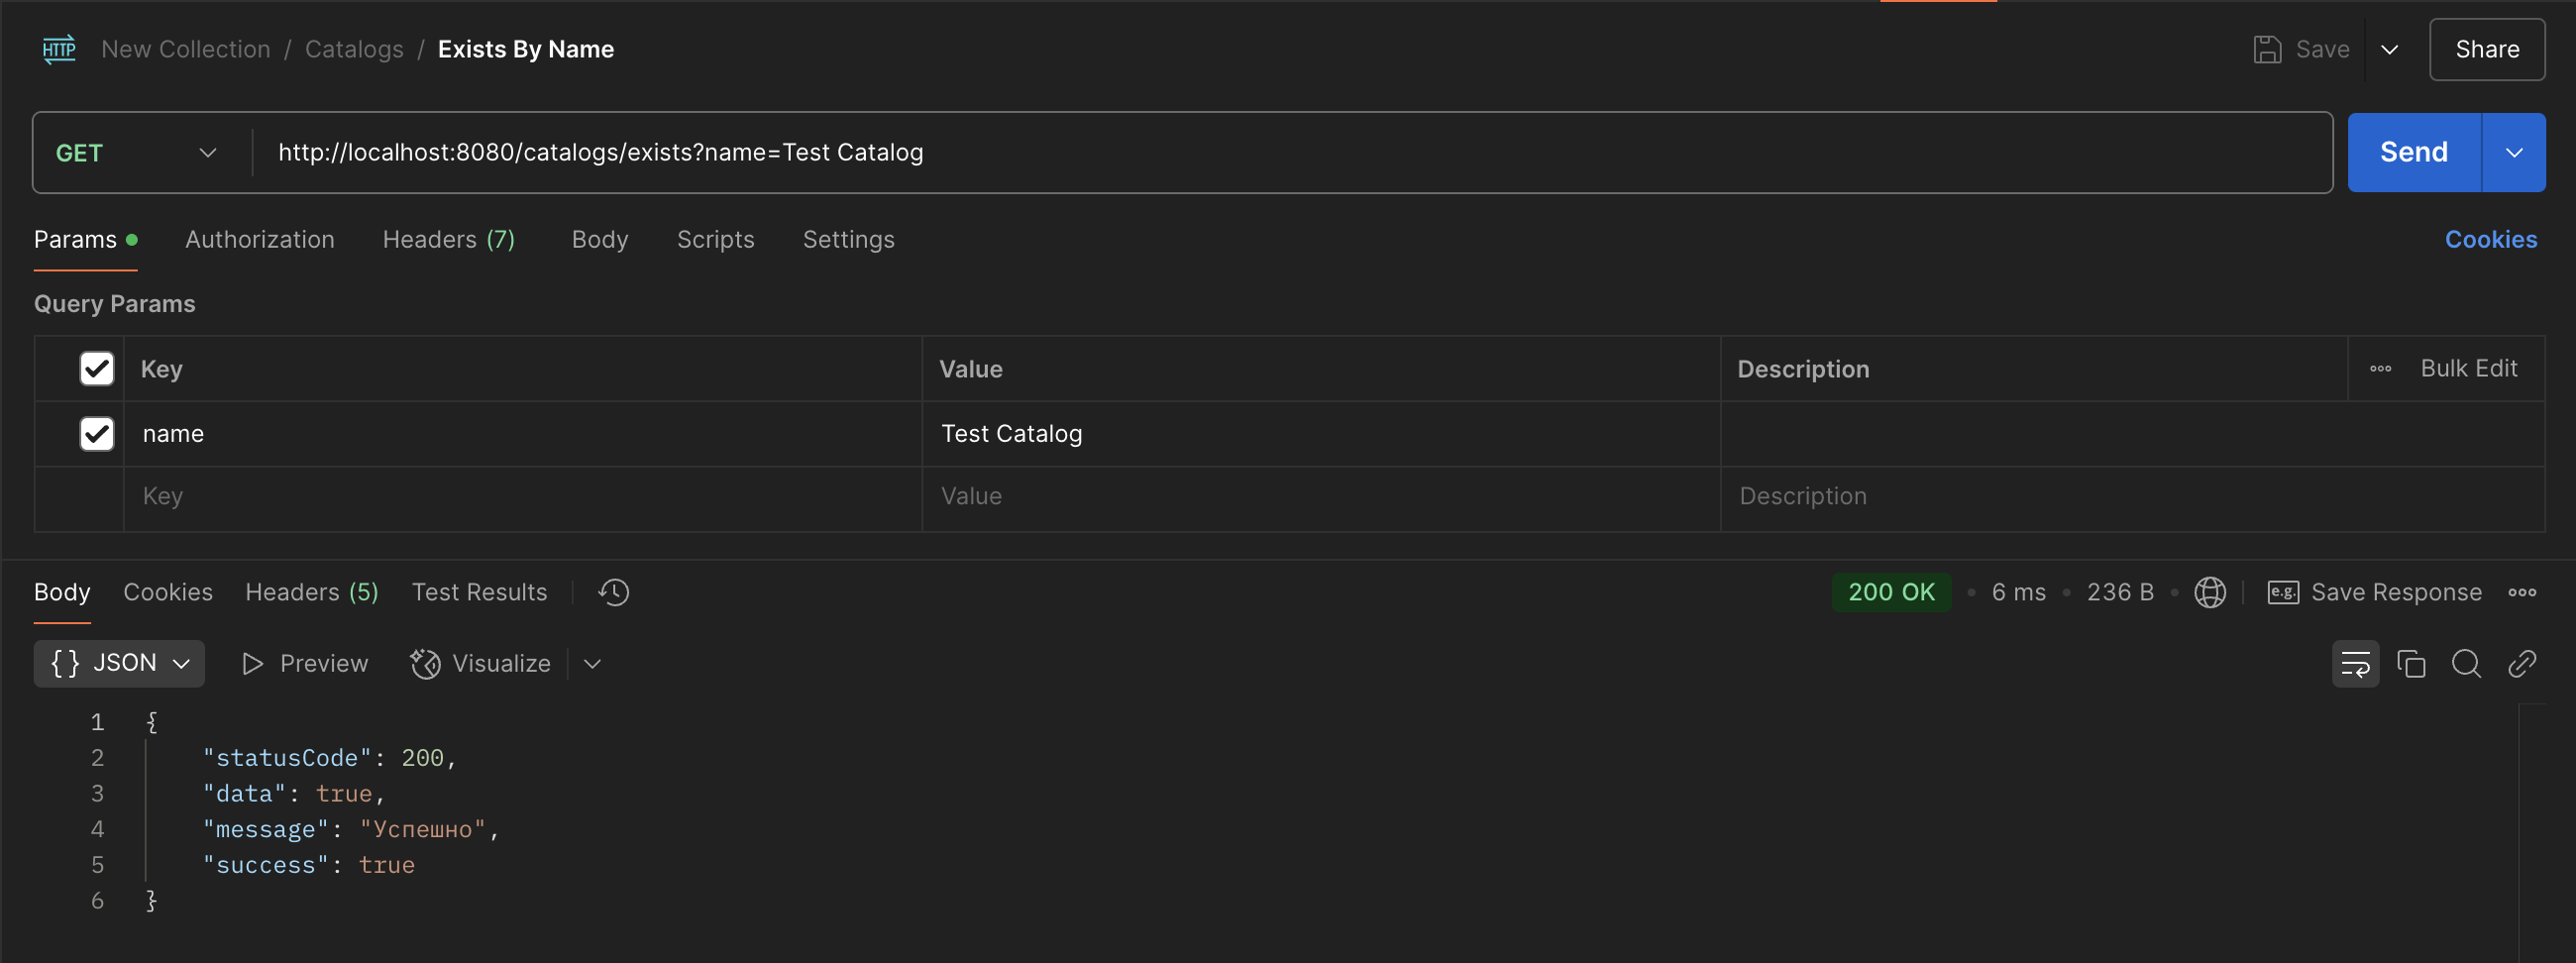 HTTP New Collection / Catalogs / Exists By Name Save Share
GET http://localhost:8080/catalogs/exists?name=Test Catalog Send
Params Authorization Headers (7) Body Scripts Settings Cookies
Query Params
Key Value Description Bulk Edit
name Test Catalog
Key Value Description
Body Cookies Headers (5) Test Results 200 OK • 6 ms • 236 B • e.g. Save Response
{ } JSON Preview Visualize
1 {
2 "statusCode": 200,
3 "data": true,
4 "message": "Успешно",
5 "success": true
6 }